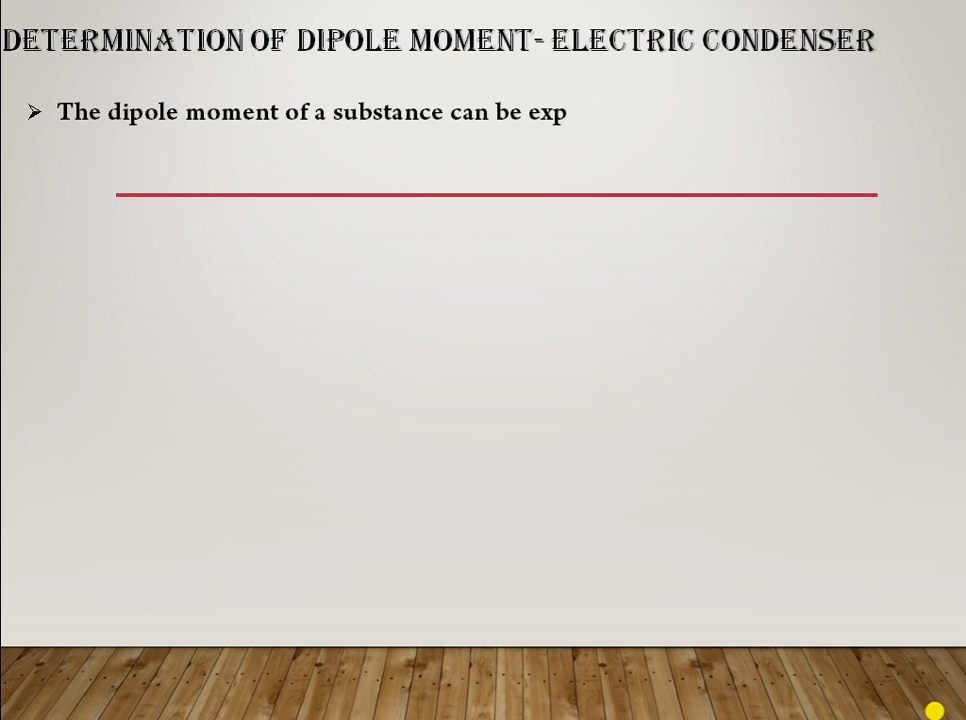 DETERMINATION OF DIPOLE MOMENT- ELECTRIC CONDENSER
The dipole moment of a substance can be exp